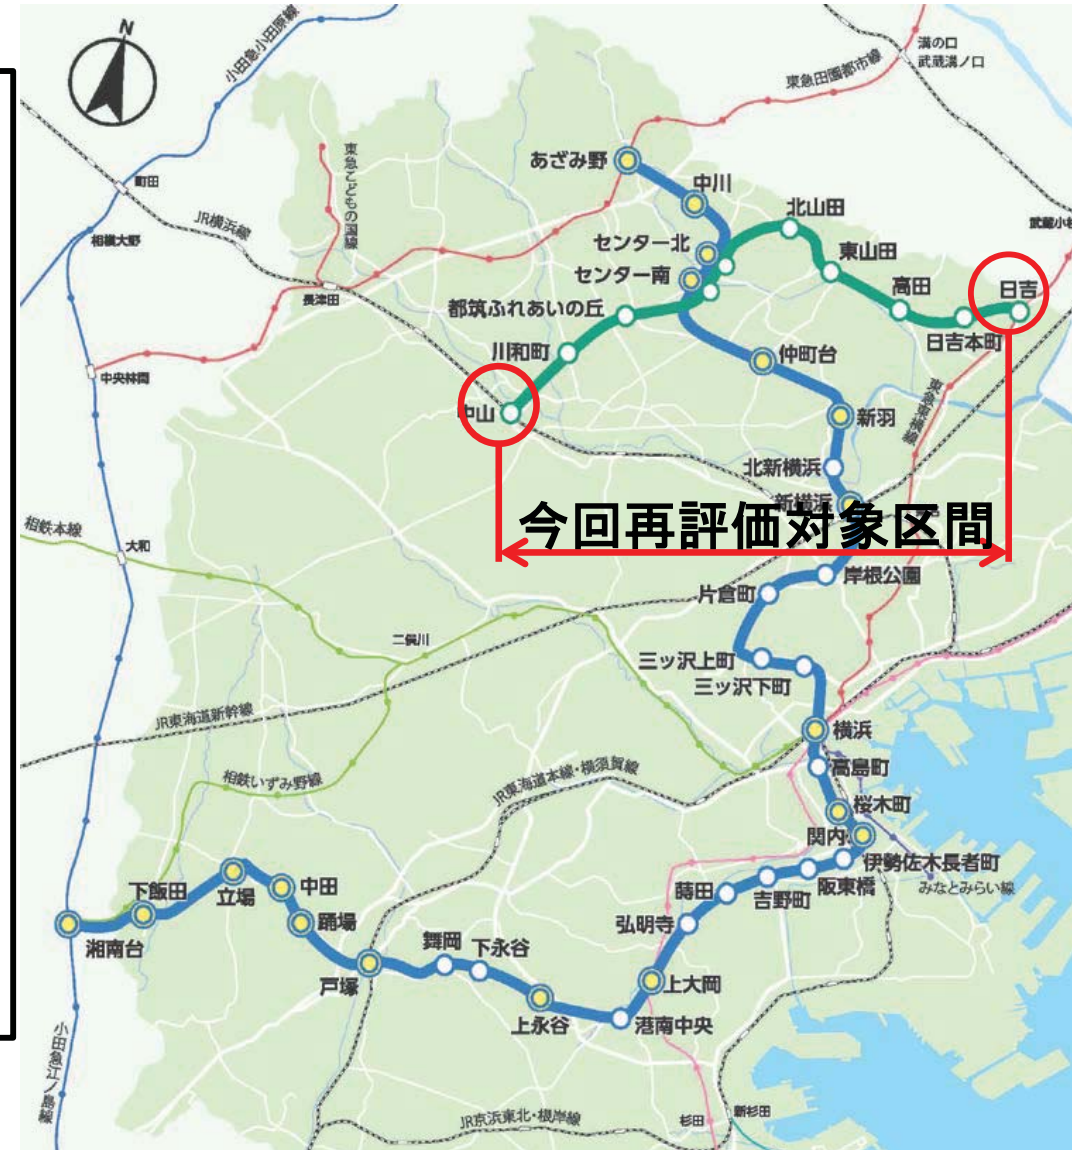 N
小田急小田原線
溝の口
武蔵溝ノ口
東急田園都市線
東急こどもの国線
あざみ野
町田
中川
JR横浜線
北山田
武蔵小杉
相模大野
センター北
東山田
センター南
高田
日吉
長津田
都筑ふれあいの丘
日吉本町
川和町
仲町台
中央林間
東急東横線
中山
新羽
北新横浜
新横浜
今回再評価対象区間
相鉄本線
大和
岸根公園
片倉町
二俣川
三ッ沢上町
三ッ沢下町
JR東海道新幹線
横浜
高島町
相鉄いずみ野線
JR東海道本線・横須賀線
桜木町
関内
伊勢佐木長者町
下飯田
中田
立場
阪東橋
みなとみらい線
蒔田
吉野町
踊場
弘明寺
湘南台
舞岡
下永谷
戸塚
上大岡
上永谷
港南中央
小田急江ノ島線
JR京浜東北・根岸線
杉田
新杉田